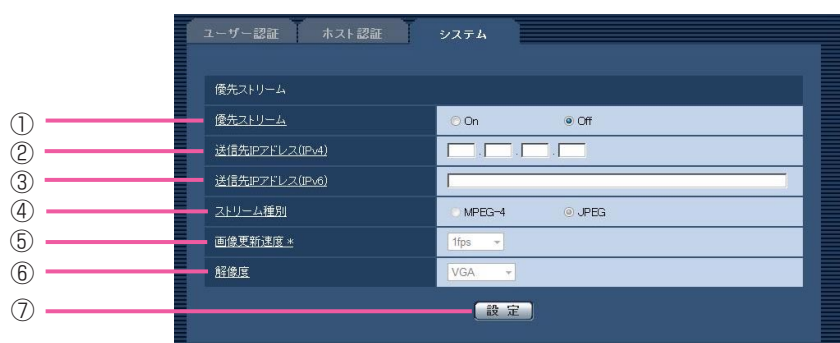 ユーザー認証 ホスト認証 システム
優先ストリーム
① 優先ストリーム On Off
② 送信先IPアドレス(IPv4) . . .
③ 送信先IPアドレス(IPv6)
④ ストリーム種別 MPEG-4 JPEG
⑤ 画像更新速度 * 1fps
⑥ 解像度 VGA
⑦ 設 定